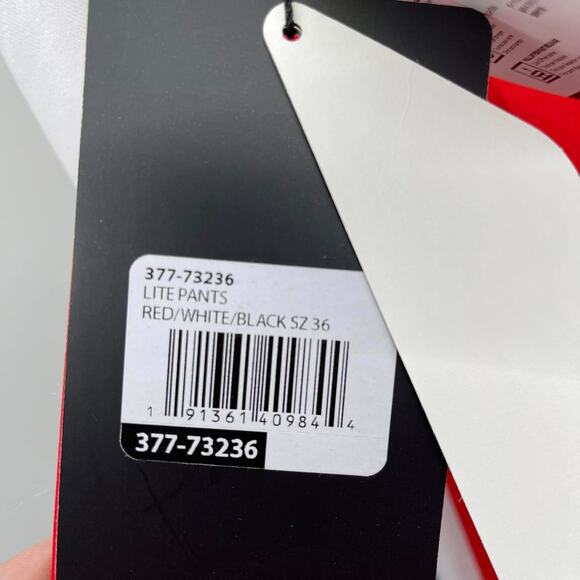 377-73236
LITE PANTS
RED/WHITE/BLACK SZ 36
1 91361 40984 4
377-73236